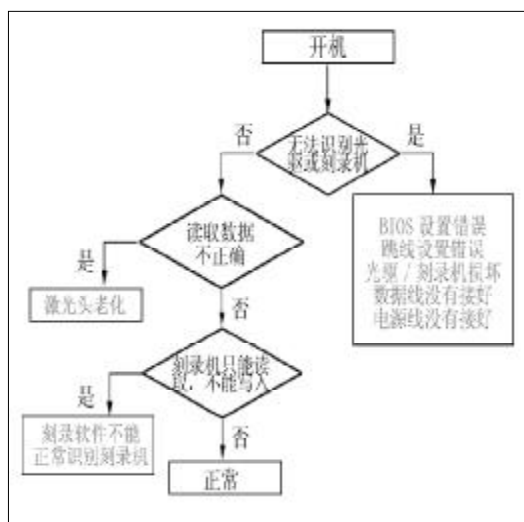 开机
无法识别光
驱或刻录机
否
是
BIOS 设置错误
跳线设置错误
光驱 / 刻录机损坏
数据线没有接好
电源线没有接好
读取数据
不正确
是
激光头老化
否
刻录机只能读
取，不能写入
是
刻录软件不能
正常识别刻录机
否
正常